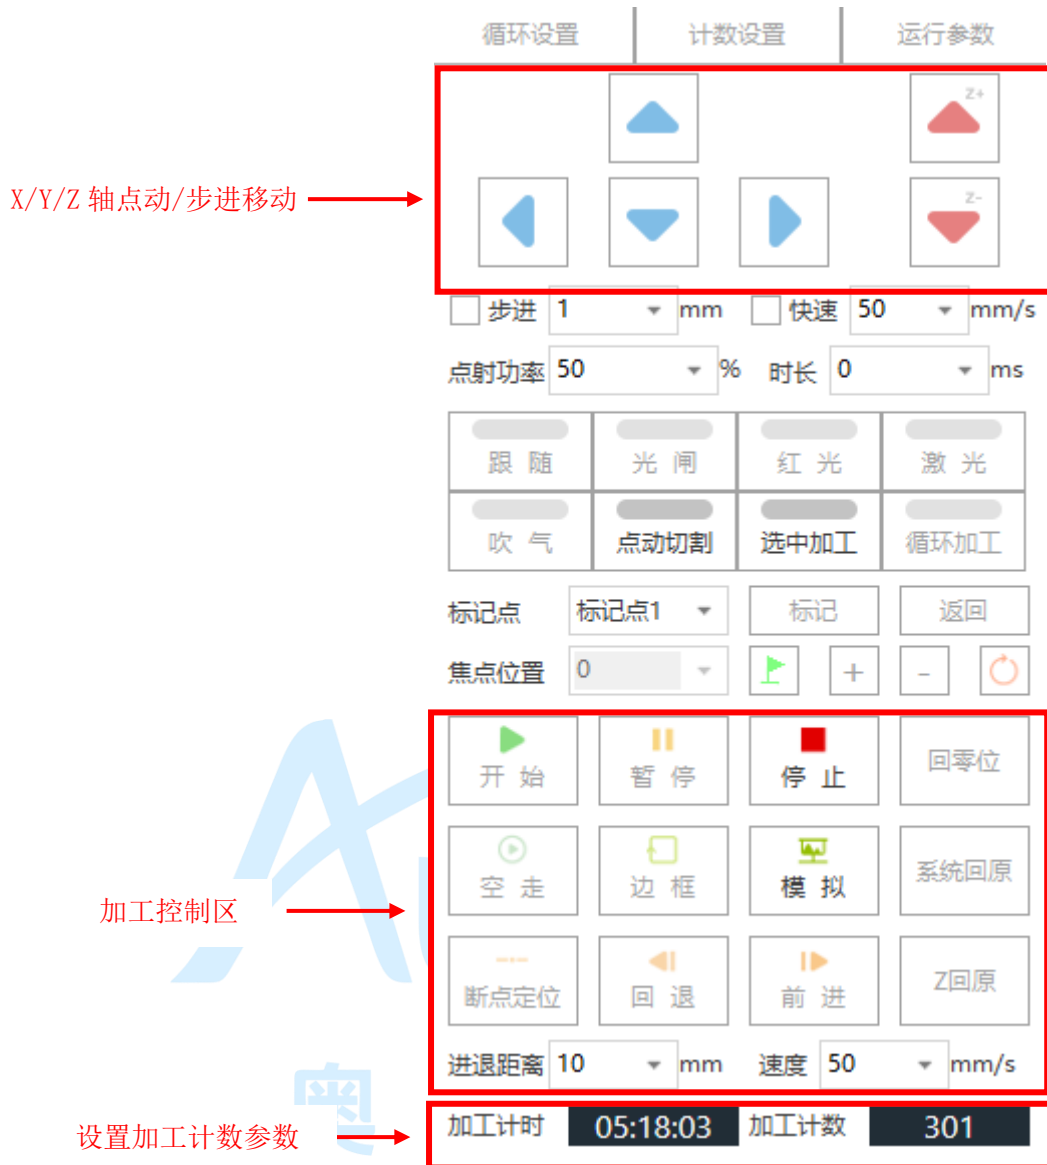 循环设置 计数设置 运行参数
Z+
X/Y/Z 轴点动/步进移动
Z-
步进 1 mm 快速 50 mm/s
点射功率 50 % 时长 0 ms
跟 随 光 闸 红 光 激 光
吹 气 点动切割 选中加工 循环加工
标记点 标记点1 标记 返回
焦点位置 0 + -
开 始 暂 停 停 止 回零位
空 走 边 框 模 拟 系统回原
加工控制区
断点定位 回 退 前 进 Z回原
进退距离 10 mm 速度 50 mm/s
粤
设置加工计数参数 加工计时 05:18:03 加工计数 301